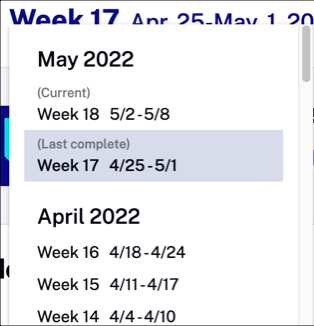 Week 17 Apr. 25-May 1, 20
May 2022
(Current)
Week 18 5/2-5/8
(Last complete)
Week 17 4/25-5/1
April 2022
Week 16 4/18-4/24
Week 15 4/11-4/17
Week 14 4/4-4/10